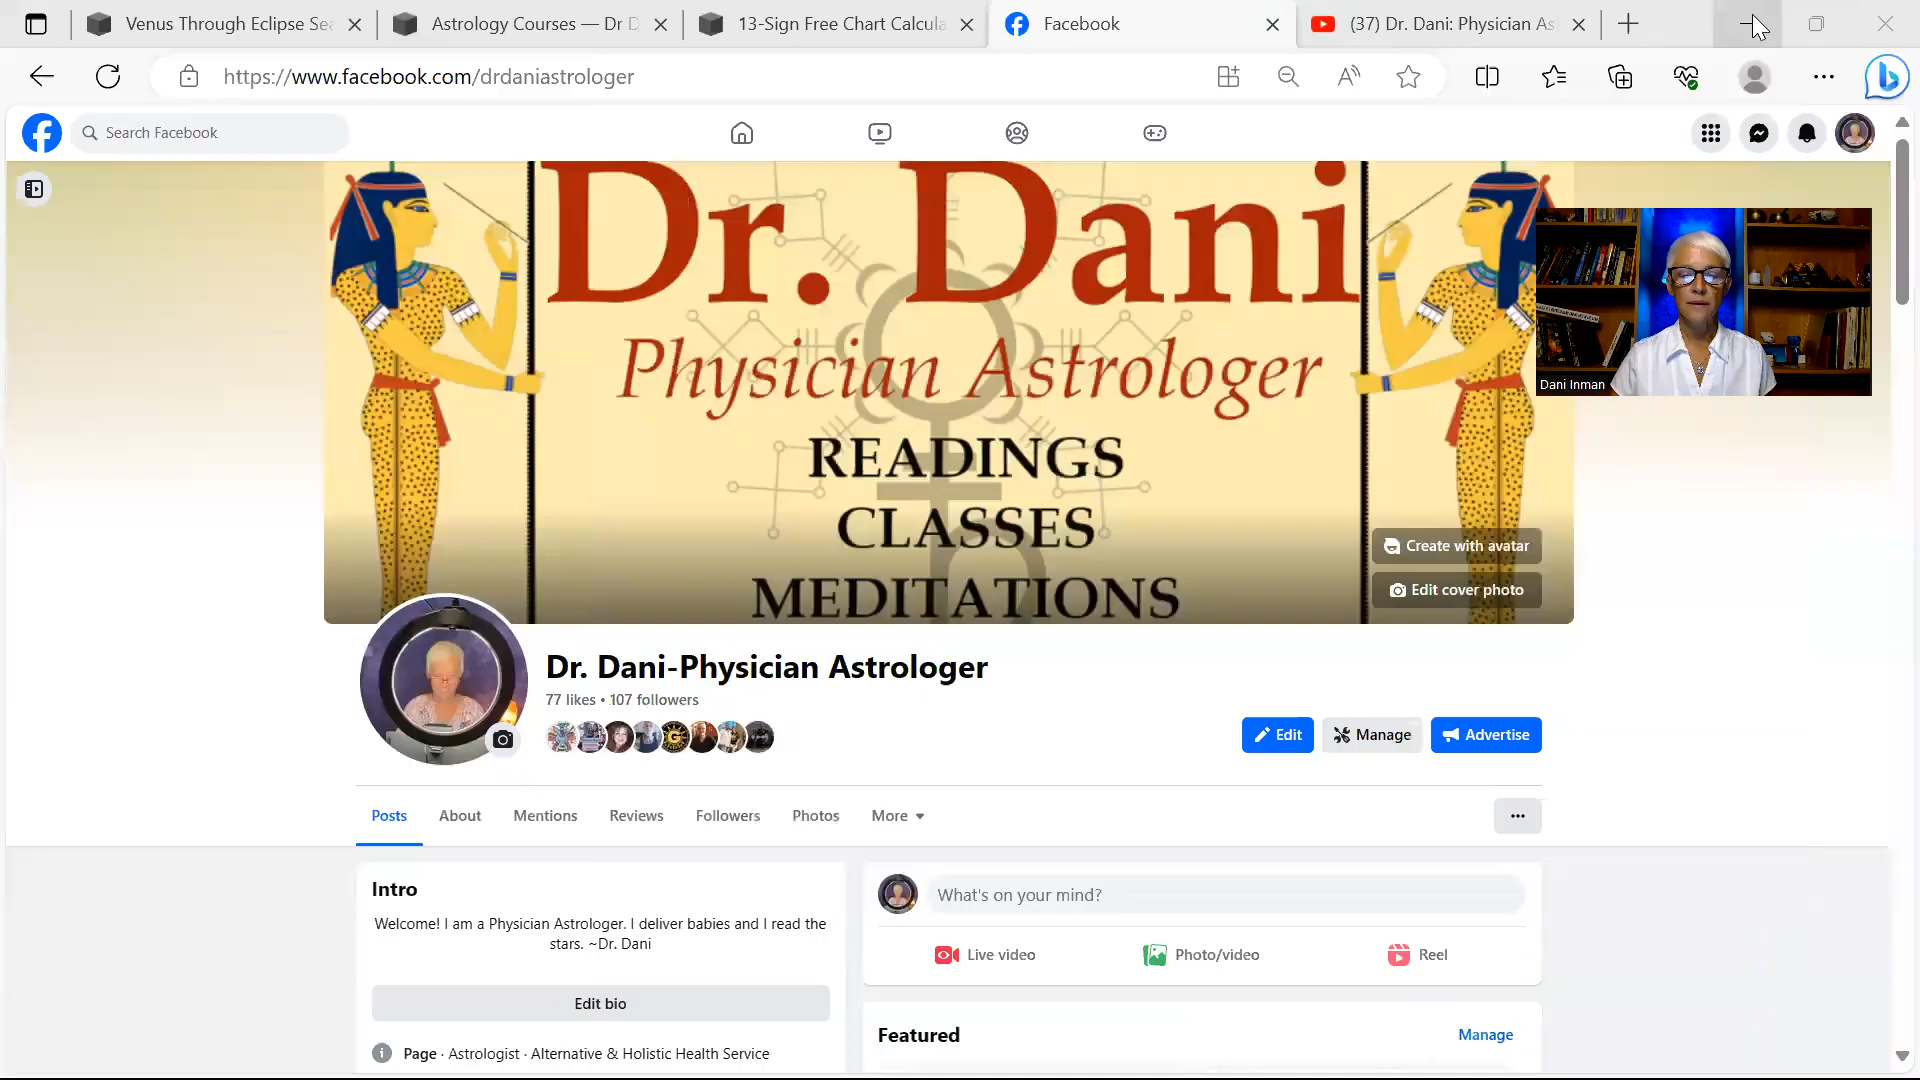 Venus Through Eclipse Sea
Astrology Courses — Dr D
13-Sign Free Chart Calcula
Facebook
(37) Dr. Dani: Physician As
https://www.facebook.com/drdaniastrologer
Search Facebook
Dr. Dani
Physician Astrologer
READINGS
CLASSES
MEDITATIONS
Dani Inman
Create with avatar
Edit cover photo
Dr. Dani-Physician Astrologer
77 likes • 107 followers
Edit
Manage
Advertise
Posts
About
Mentions
Reviews
Followers
Photos
More
Intro
Welcome! I am a Physician Astrologer. I deliver babies and I read the
stars. ~Dr. Dani
Edit bio
Page · Astrologist · Alternative & Holistic Health Service
What's on your mind?
Live video
Photo/video
Reel
Featured
Manage